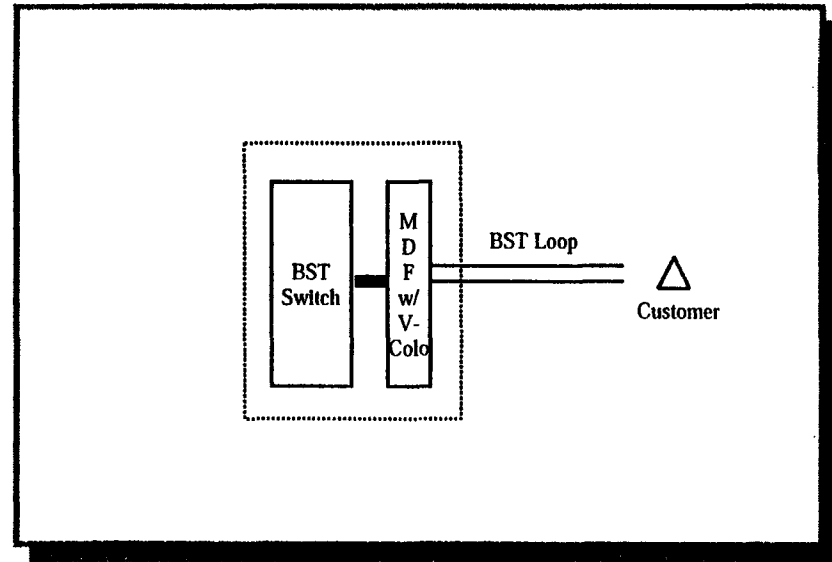 BST
Switch
M
D
F
w/
V-
Colo
BST Loop
Customer